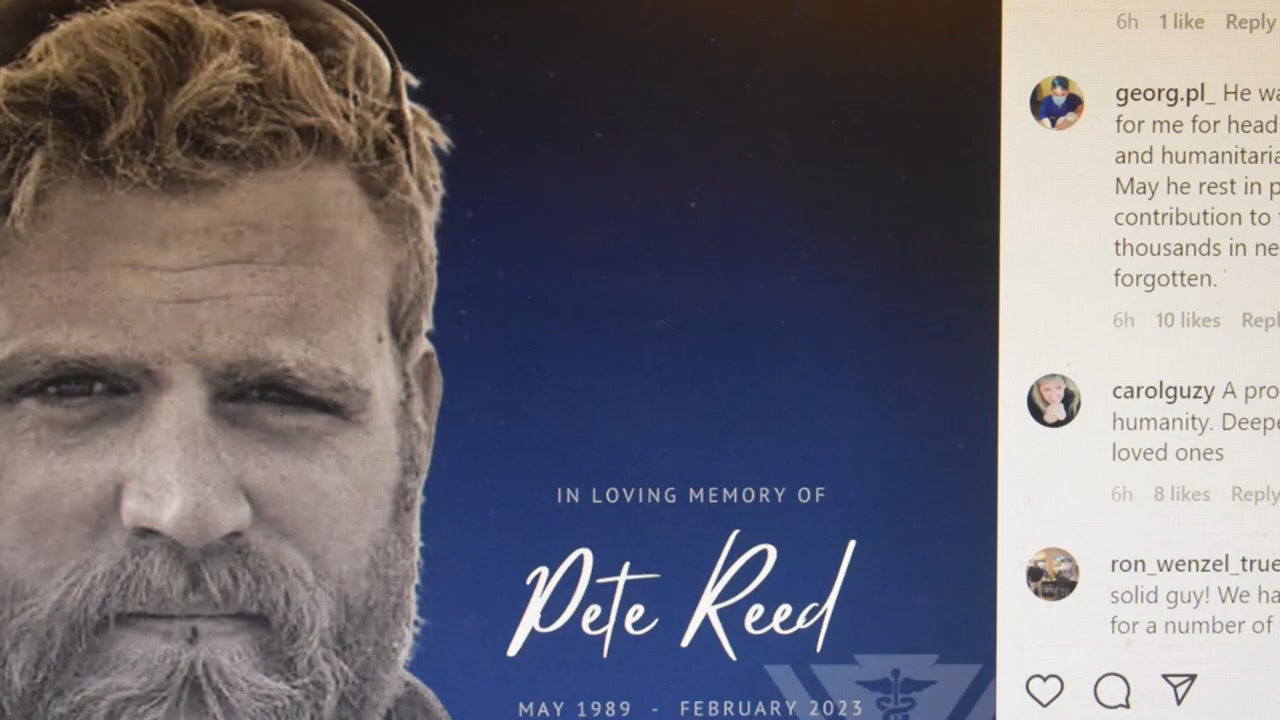 IN LOVING MEMORY OF
Pete Reed
MAY 1989 - FEBRUARY 2023
6h 1 like Reply
georg.pl_ He wa
for me for head
and humanitaria
May he rest in p
contribution to
thousands in ne
forgotten.
6h 10 likes Repl
carolguzy A pro
humanity. Deepe
loved ones
6h 8 likes Reply
ron_wenzel_true
solid guy! We ha
for a number of